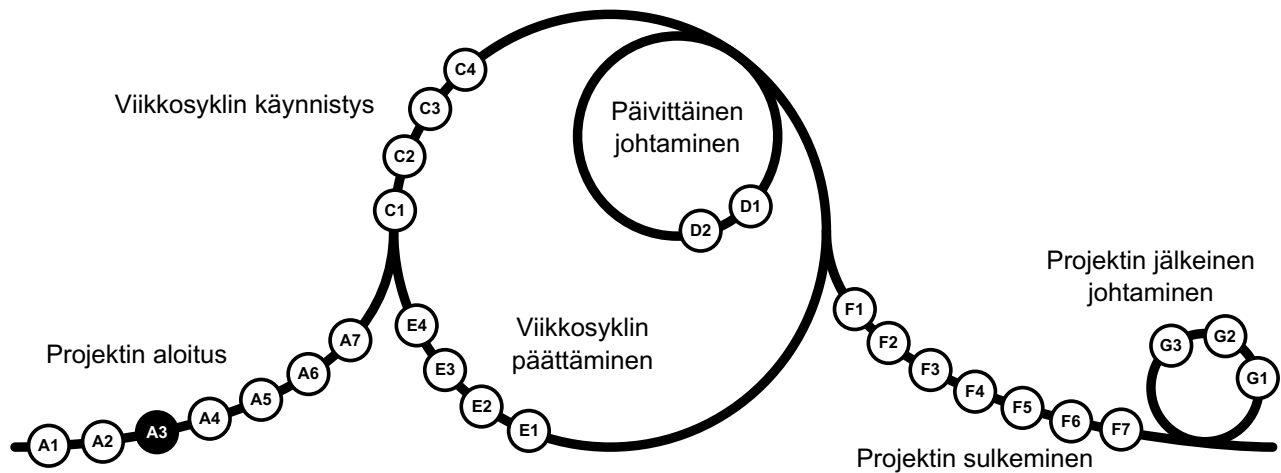 Viikkosyklin käynnistys
C4
C3
C2
C1
Päivittäinen
johtaminen
D1
D2
Projektin aloitus
A1
A2
A3
A4
A5
A6
A7
Viikkosyklin
päättäminen
E4
E3
E2
E1
F1
F2
F3
F4
F5
F6
F7
Projektin sulkeminen
Projektin jälkeinen
johtaminen
G3
G2
G1